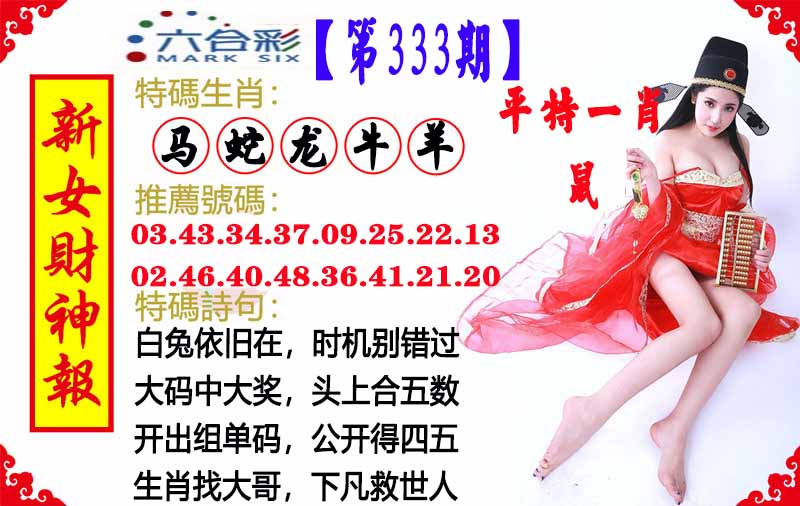 六合彩
MARK SIX
【第333期】
新女財神報
特碼生肖：
马蛇龙牛羊
平特一肖
鼠
推薦號碼：
03.43.34.37.09.25.22.13
02.46.40.48.36.41.21.20
特碼詩句：
白兔依旧在，时机别错过
大码中大奖，头上合五数
开出组单码，公开得四五
生肖找大哥，下凡救世人